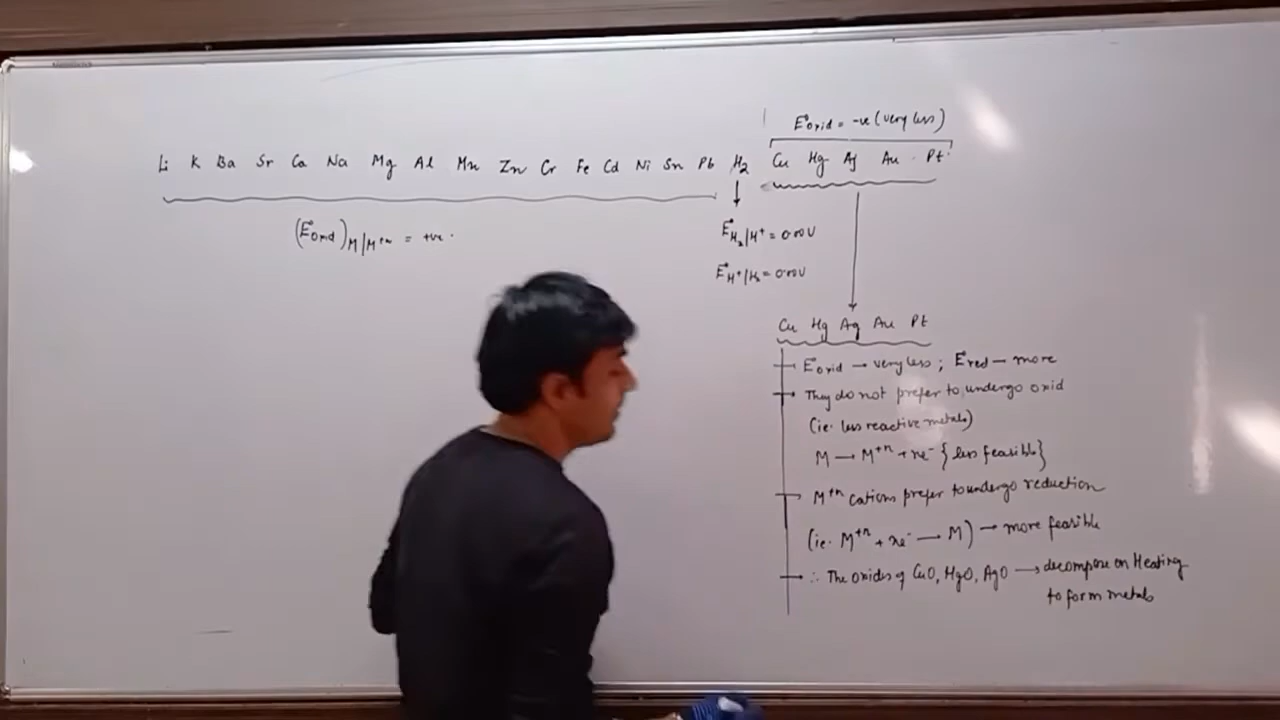 E°oxid = -ve (very less)
Li K Ba Sr Ca Na Mg Al Mn Zn Cr Fe Cd Ni Sn Pb H2 Cu Hg Ag Au Pt
(E°oxid)M/M+n = +ve
E°H2/H+ = 0.00V
E°H+/H2 = 0.00V
Cu Hg Ag Au Pt
E°oxid → very less ; E°red → more
They do not prefer to undergo oxid
(ie. less reactive metals)
M → M+n + ne- {less feasible}
M+n cations prefer to undergo reduction
(ie. M+n + ne- → M) → more feasible
∴ The oxides of CuO, HgO, AgO → decompose on Heating
to form metals